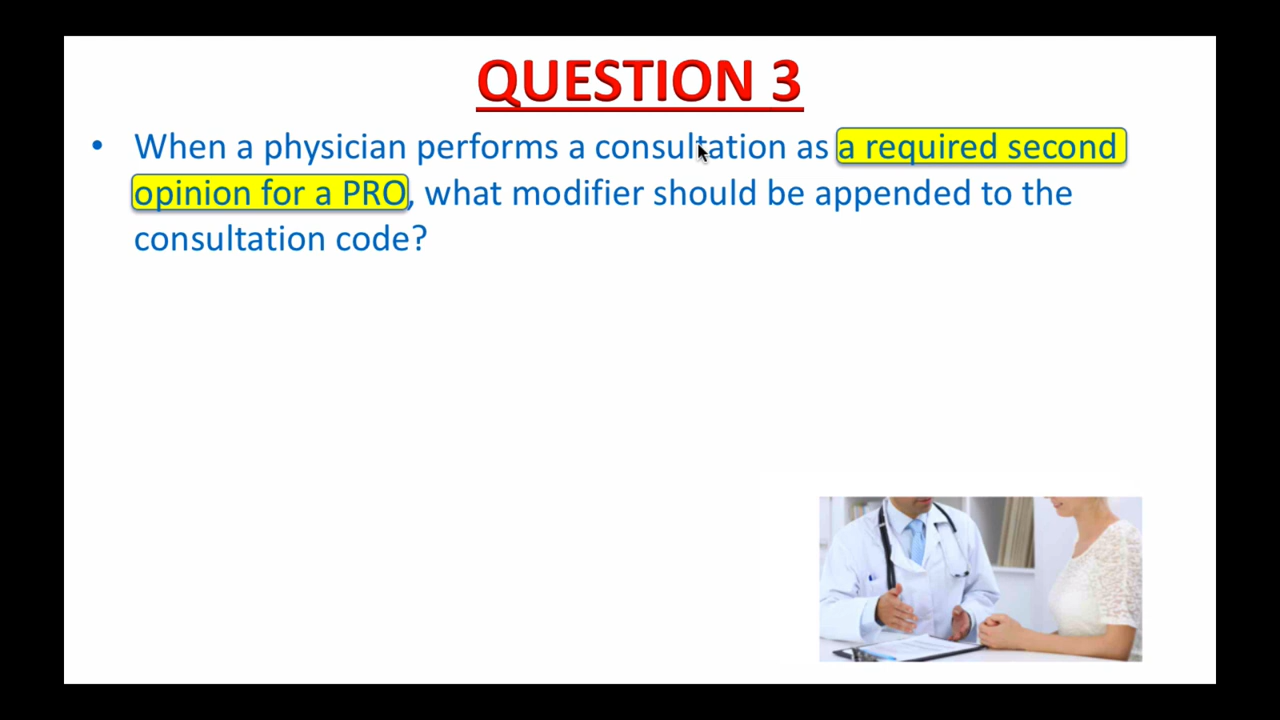 QUESTION 3
• When a physician performs a consultation as a required second
opinion for a PRO, what modifier should be appended to the
consultation code?